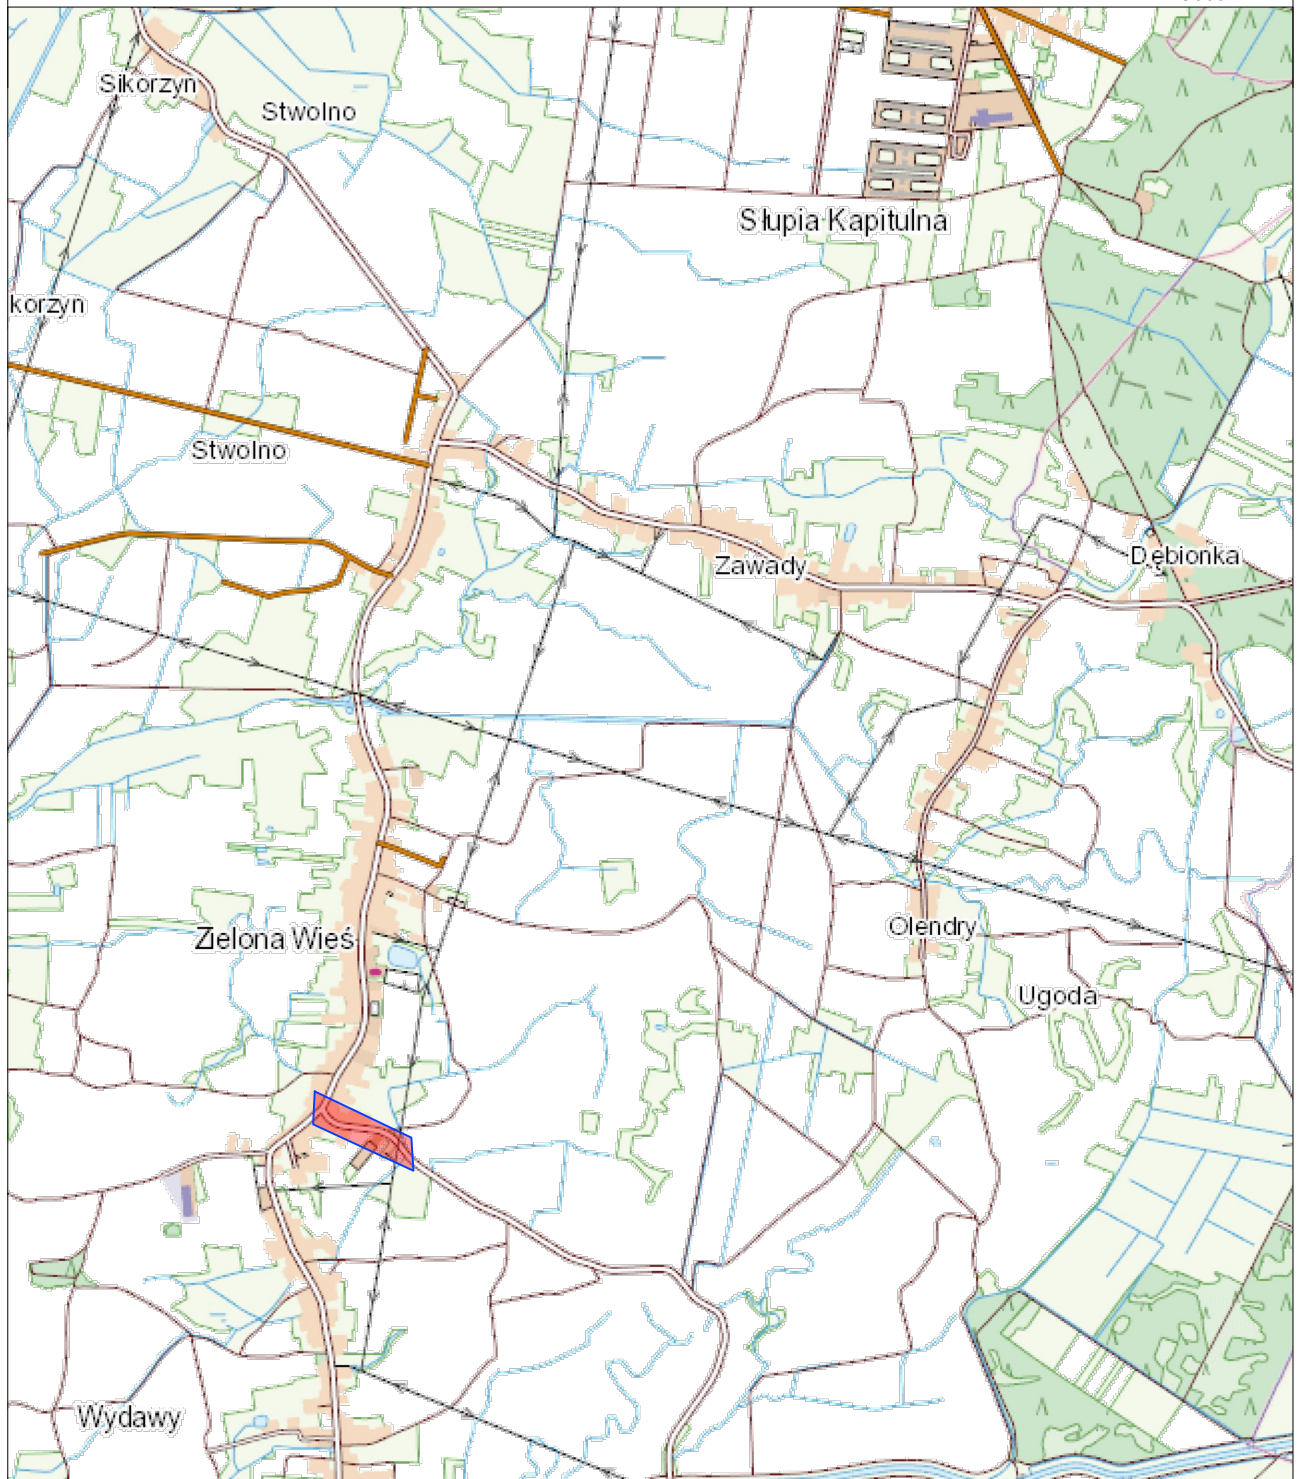 Sikorzyn
Stwolno
Słupia Kapitulna
korzyn
Stwolno
Zawady
Dębionka
Zielona Wieś
Olendry
Ugoda
Wydawy